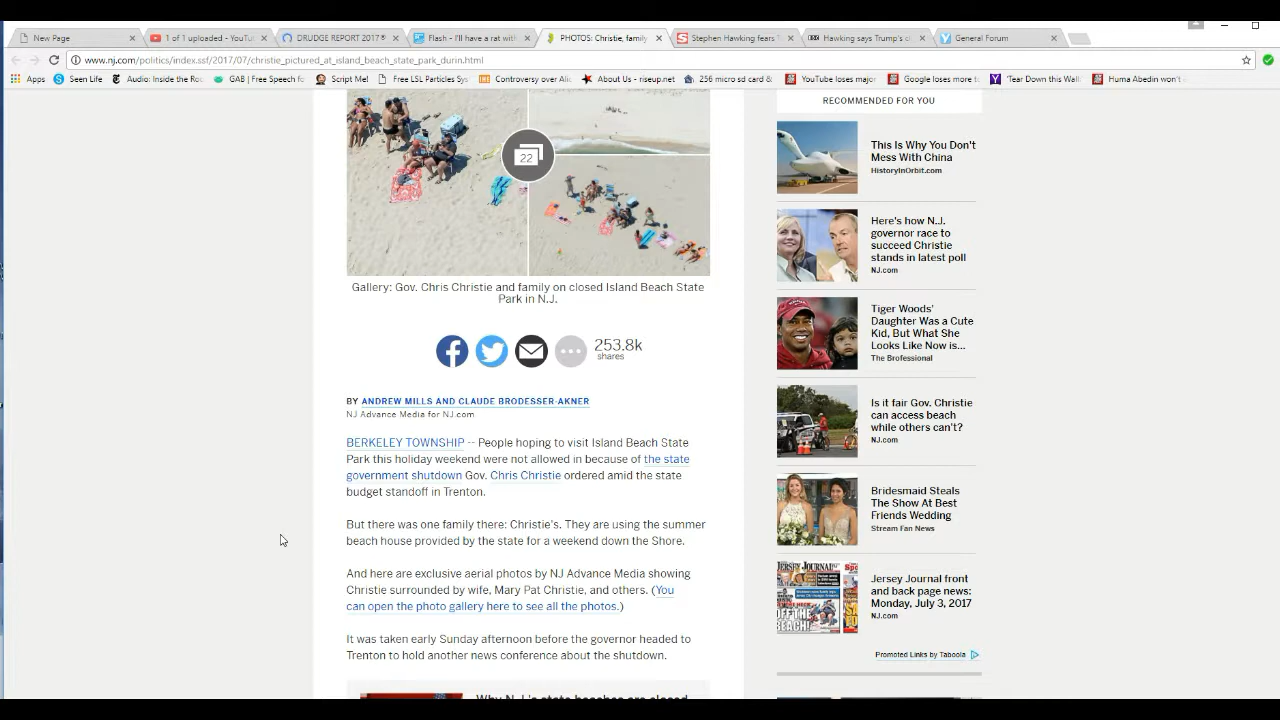 New Page
1 of 1 uploaded - YouTu
DRUDGE REPORT 2017®
Flash - I'll have a rat with
PHOTOS: Christie, family
Stephen Hawking fears
Hawking says Trump's c
General Forum
www.nj.com/politics/index.ssf/2017/07/christie_pictured_at_island_beach_state_park_durin.html
Apps
Seen Life
Audio: Inside the Ro
GAB | Free Speech fo
Script Me!
Free LSL Particles Sys
Controversy over Ali
About Us - riseup.net
256 micro sd card &
YouTube loses major
Google loses more t
'Tear Down this Wall
Huma Abedin won't
22
Gallery: Gov. Chris Christie and family on closed Island Beach State
Park in N.J.
253.8k
shares
BY ANDREW MILLS AND CLAUDE BRODESSER-AKNER
NJ Advance Media for NJ.com
BERKELEY TOWNSHIP -- People hoping to visit Island Beach State
Park this holiday weekend were not allowed in because of the state
government shutdown Gov. Chris Christie ordered amid the state
budget standoff in Trenton.
But there was one family there: Christie's. They are using the summer
beach house provided by the state for a weekend down the Shore.
And here are exclusive aerial photos by NJ Advance Media showing
Christie surrounded by wife, Mary Pat Christie, and others. (You
can open the photo gallery here to see all the photos.)
It was taken early Sunday afternoon before the governor headed to
Trenton to hold another news conference about the shutdown.
Why N.J.'s state beaches are closed
RECOMMENDED FOR YOU
This Is Why You Don't
Mess With China
HistoryInOrbit.com
Here's how N.J.
governor race to
succeed Christie
stands in latest poll
NJ.com
Tiger Woods'
Daughter Was a Cute
Kid, But What She
Looks Like Now is...
The Brofessional
Is it fair Gov. Christie
can access beach
while others can't?
NJ.com
Bridesmaid Steals
The Show At Best
Friends Wedding
Stream Fan News
JERSEY JOURNAL
OFF THE
BEACH!
Jersey Journal front
and back page news:
Monday, July 3, 2017
NJ.com
Promoted Links by Taboola